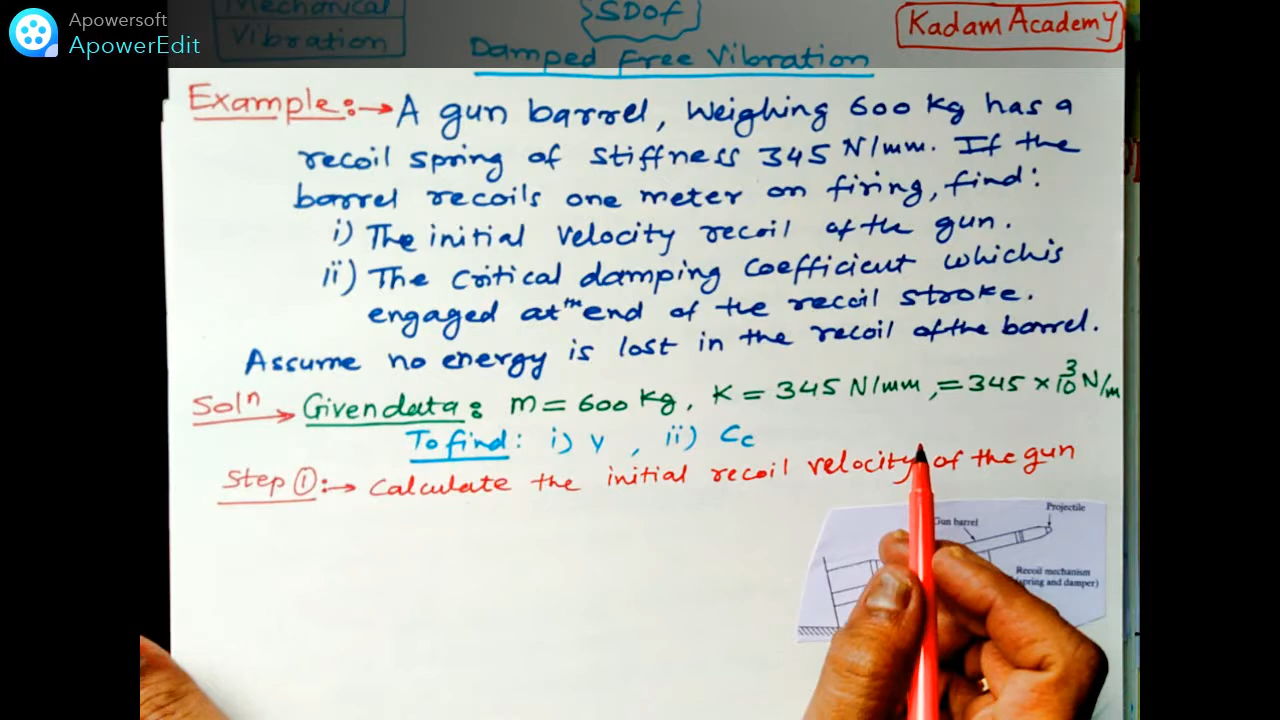 Apowersoft
ApowerEdit
Mechanical
Vibration
SDOF
Damped Free Vibration
Kadam Academy
Example:→ A gun barrel, Weighing 600 kg has a
recoil spring of stiffness 345 N/mm. If the
barrel recoils one meter on firing, find:
i) The initial velocity recoil of the gun.
ii) The critical damping coefficient which is
engaged at the end of the recoil stroke.
Assume no energy is lost in the recoil of the barrel.
Solⁿ → Given data: m = 600 kg, K = 345 N/mm, = 345 × 10³ N/m
To find: i) V, ii) Cc
Step ①:→ Calculate the initial recoil velocity of the gun
Projectile
Gun barrel
Recoil mechanism
(spring and damper)